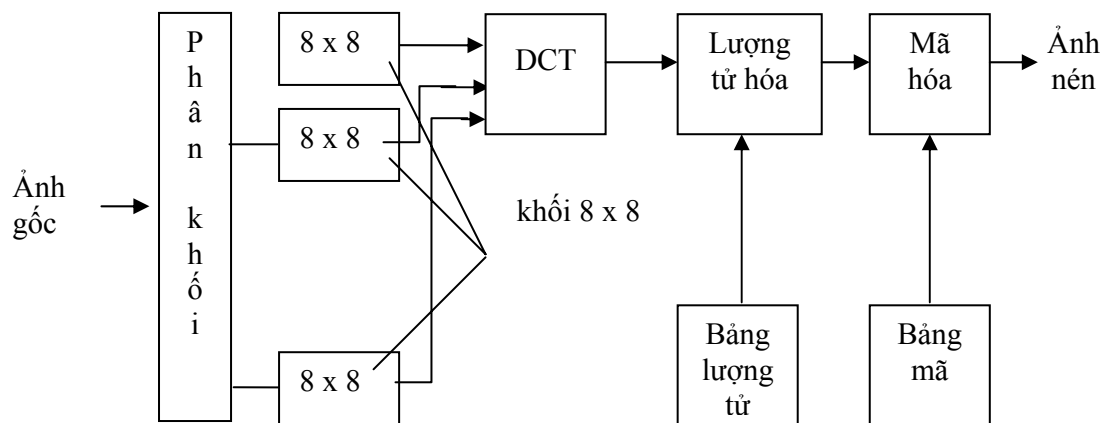 Ảnh
gốc
P
h
â
n
k
h
ố
i
8 x 8
8 x 8
8 x 8
khối 8 x 8
DCT
Lượng
tử hóa
Mã
hóa
Ảnh
nén
Bảng
lượng
tử
Bảng
mã